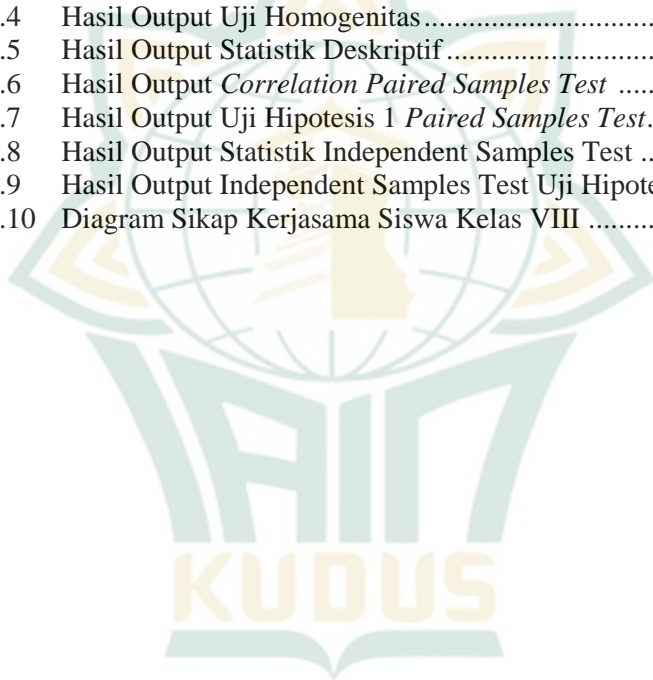 .4 Hasil Output Uji Homogenitas..............................
.5 Hasil Output Statistik Deskriptif...........................
.6 Hasil Output Correlation Paired Samples Test .....
.7 Hasil Output Uji Hipotesis 1 Paired Samples Test.
.8 Hasil Output Statistik Independent Samples Test ..
.9 Hasil Output Independent Samples Test Uji
.10 Diagram Sikap Kerjasama Siswa Kelas VIII .........
IAIN
KUDUS